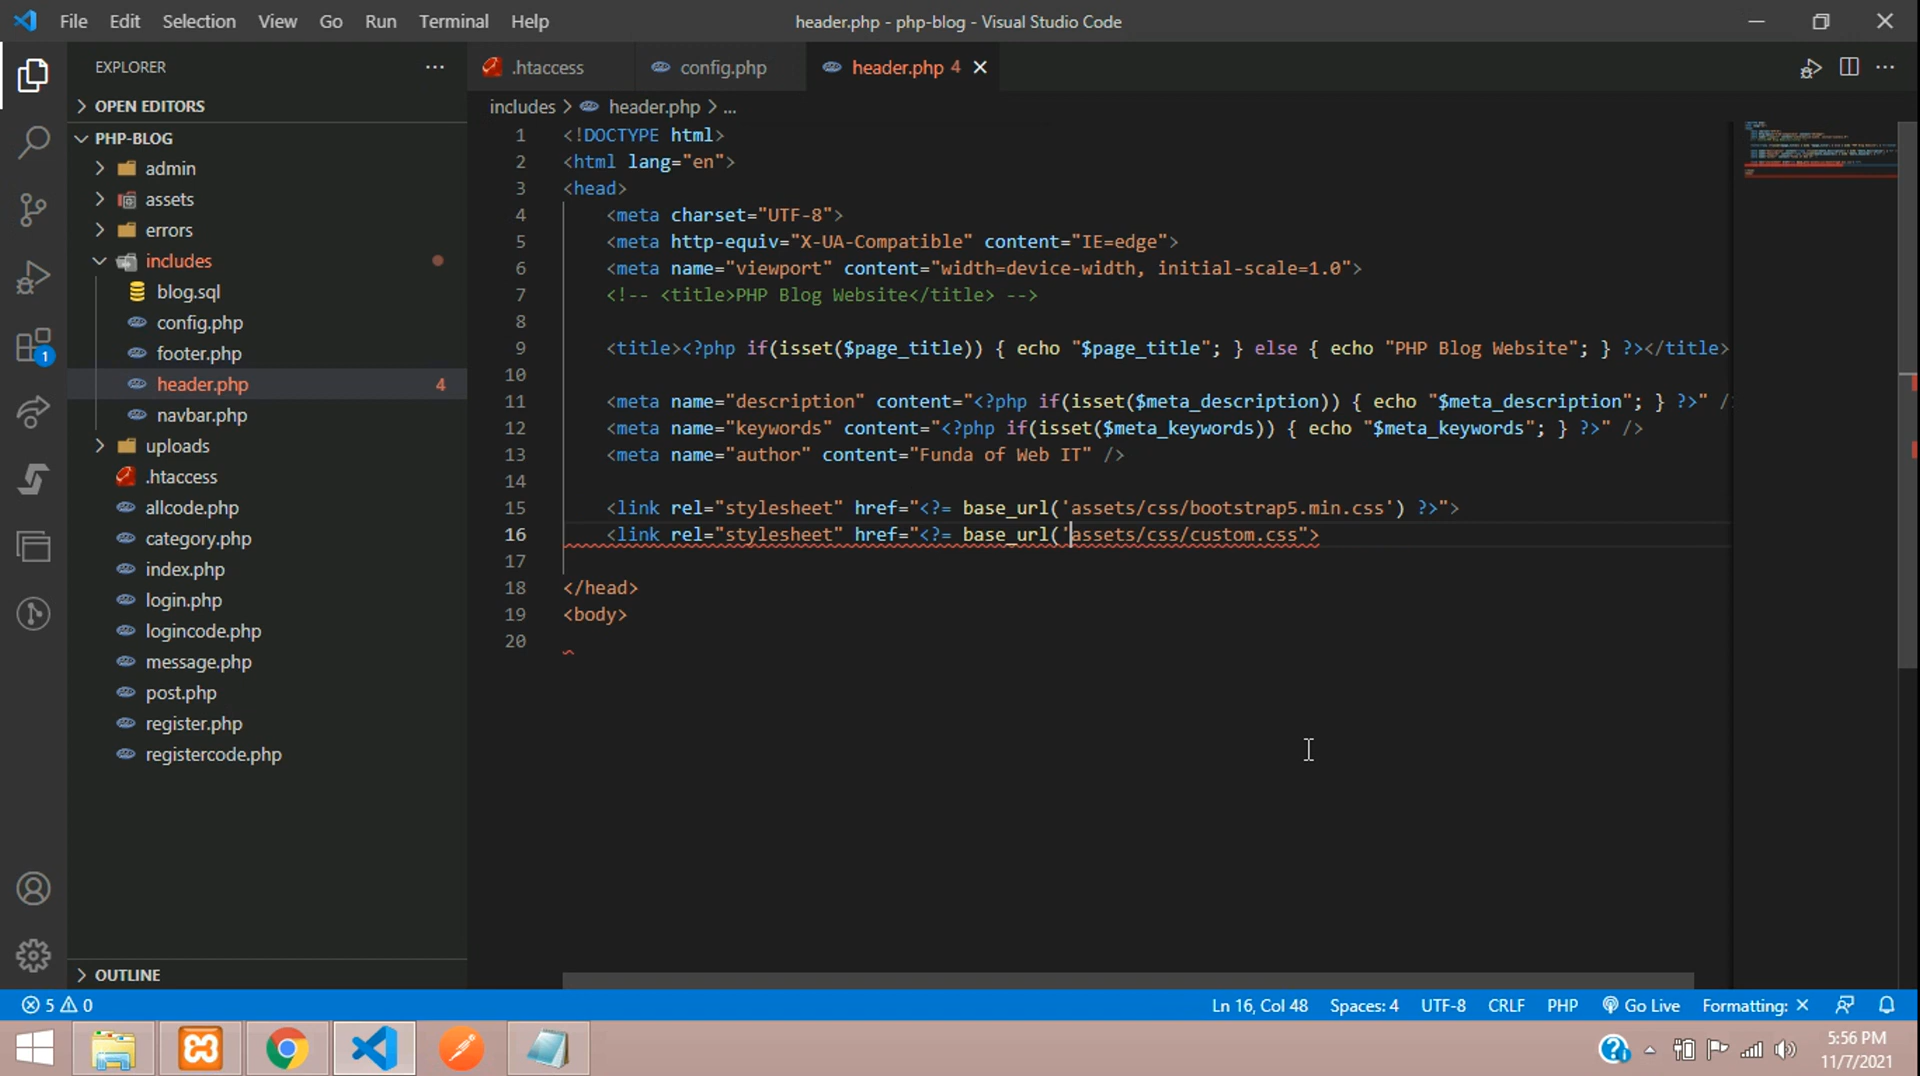 File Edit Selection View Go Run Terminal Help header.php - php-blog - Visual Studio Code
EXPLORER
OPEN EDITORS
PHP-BLOG
admin
assets
errors
includes
blog.sql
config.php
footer.php
header.php 4
navbar.php
uploads
.htaccess
allcode.php
category.php
index.php
login.php
logincode.php
message.php
post.php
register.php
registercode.php
OUTLINE
1
.htaccess config.php header.php 4
includes > header.php > ...
1 <!DOCTYPE html>
2 <html lang="en">
3 <head>
4 <meta charset="UTF-8">
5 <meta http-equiv="X-UA-Compatible" content="IE=edge">
6 <meta name="viewport" content="width=device-width, initial-scale=1.0">
7 <!-- <title>PHP Blog Website</title> -->
8
9 <title><?php if(isset($page_title)) { echo "$page_title"; } else { echo "PHP Blog Website"; } ?></title>
10
11 <meta name="description" content="<?php if(isset($meta_description)) { echo "$meta_description"; } ?>" /
12 <meta name="keywords" content="<?php if(isset($meta_keywords)) { echo "$meta_keywords"; } ?>" />
13 <meta name="author" content="Funda of Web IT" />
14
15 <link rel="stylesheet" href="<?= base_url('assets/css/bootstrap5.min.css') ?>">
16 <link rel="stylesheet" href="<?= base_url('assets/css/custom.css">
17
18 </head>
19 <body>
20
5 0 Ln 16, Col 48 Spaces: 4 UTF-8 CRLF PHP Go Live Formatting: ×
5:56 PM
11/7/2021